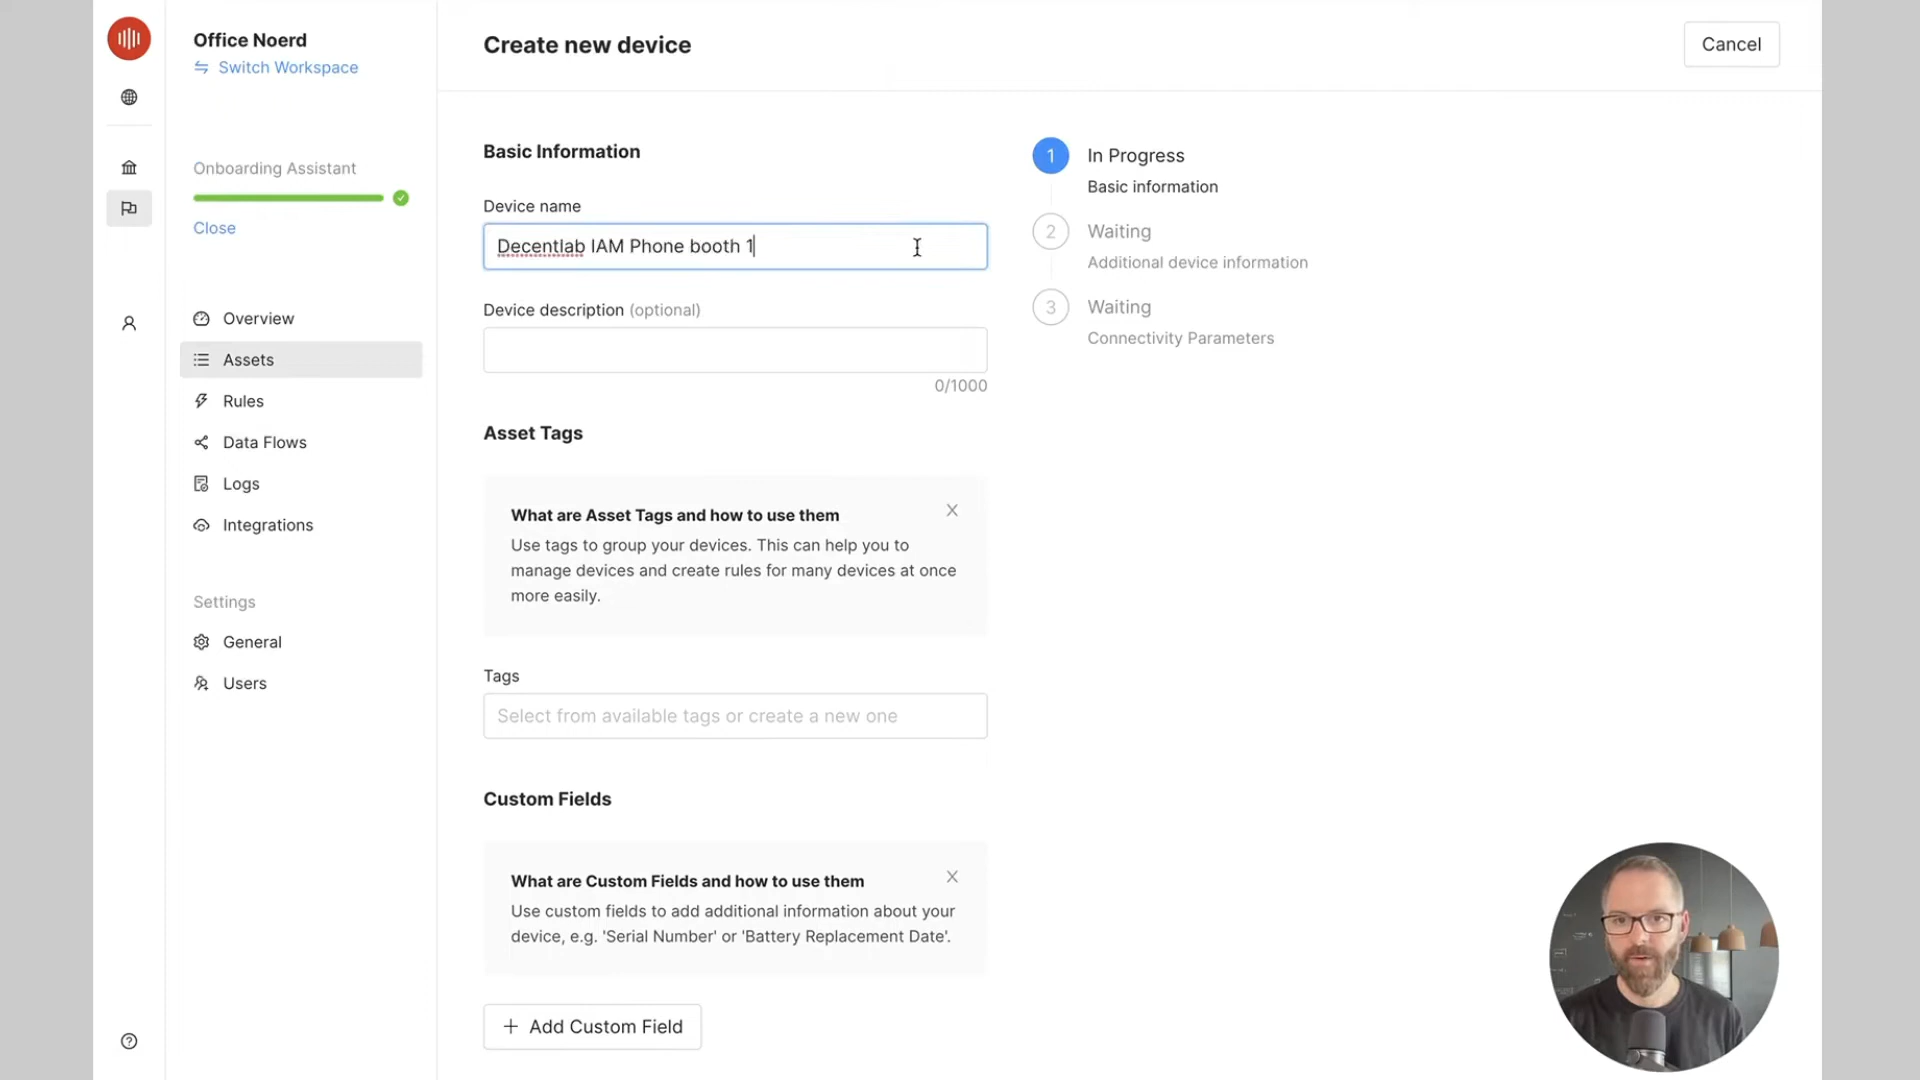 Office Noerd
Switch Workspace
Onboarding Assistant
Close
Overview
Assets
Rules
Data Flows
Logs
Integrations
Settings
General
Users
Create new device
Cancel
Basic Information
Device name
Decentlab IAM Phone booth 1
Device description (optional)
0/1000
Asset Tags
What are Asset Tags and how to use them
Use tags to group your devices. This can help you to
manage devices and create rules for many devices at once
more easily.
Tags
Select from available tags or create a new one
Custom Fields
What are Custom Fields and how to use them
Use custom fields to add additional information about your
device, e.g. 'Serial Number' or 'Battery Replacement Date'.
+ Add Custom Field
1
In Progress
Basic information
2
Waiting
Additional device information
3
Waiting
Connectivity Parameters